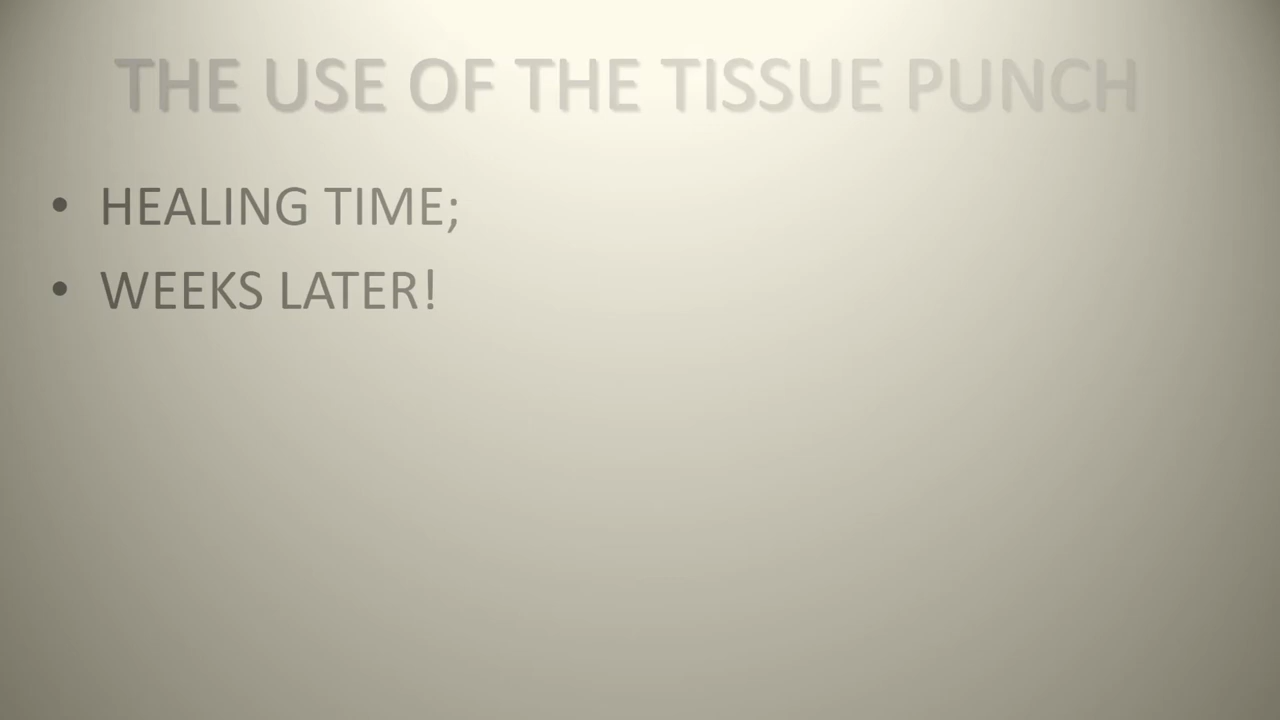 THE USE OF THE TISSUE PUNCH
• HEALING TIME;
• WEEKS LATER!